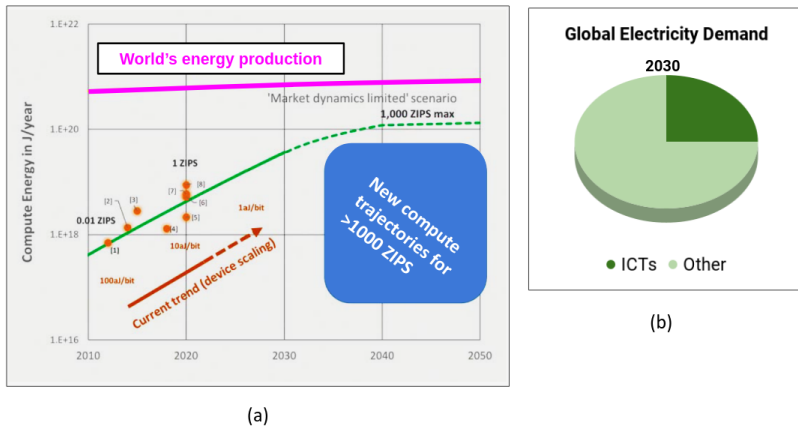 1.E+22
World's energy production
'Market dynamics limited' scenario
1.E+20
1,000 ZIPS max
Compute Energy in J/year
1 ZIPS
[8]
[7]
[2]
[3]
[6]
0.01 ZIPS
[5]
1aJ/bit
[4]
1.E+18
[1]
10aJ/bit
100aJ/bit
Current trend (device scaling)
New compute
trajectories for
>1000 ZIPS
1.E+16
2010
2020
2030
2040
2050
(a)
Global Electricity Demand
2030
ICTs
Other
(b)